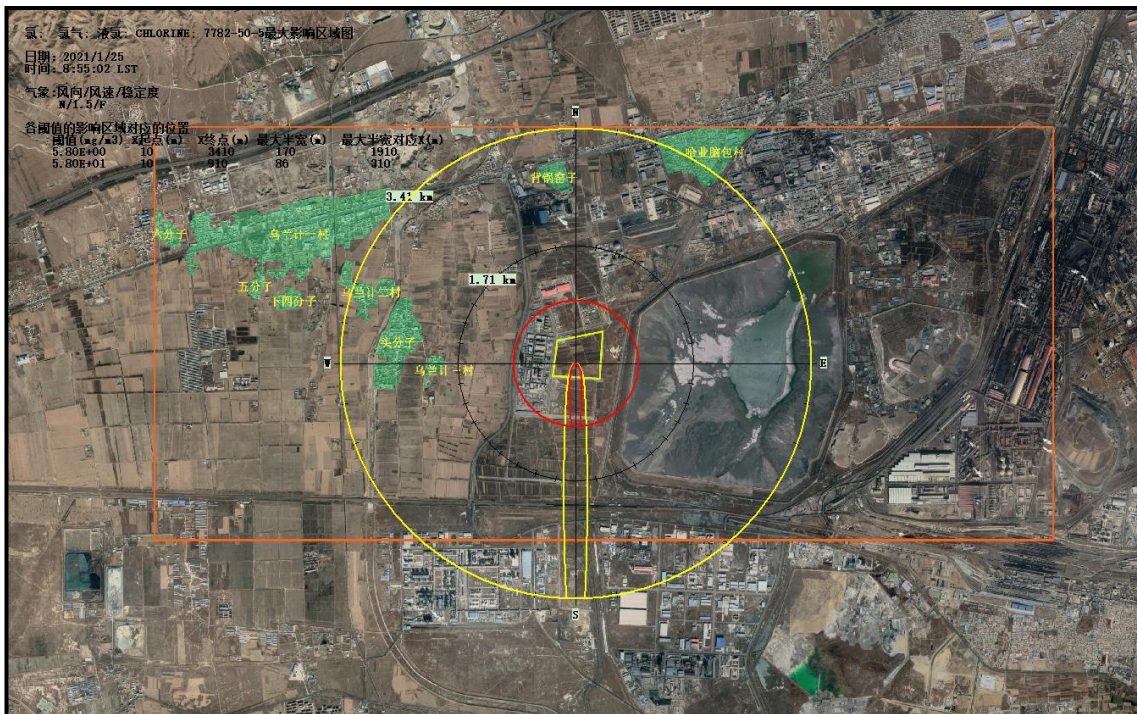 氯: 氯气: 液氯: CHLORINE: 7782-50-5最大影响区域图
日期: 2021/1/25
时间: 8:55:02 LST
气象:风向/风速/稳定度
N/1.5/F
各阈值的影响区域对应的位置
阈值(mg/m3) X起点(m) X终点(m) 最大半宽(m) 最大半宽对应X(m)
5.80E+00 10 3410 170 1910
5.80E+01 10 910 86 310
N
哈业脑包村
背锅窑子
3.41 km
六分子
乌兰计一村
1.71 km
五分子
下四分子
乌兰计三村
头分子
W
乌兰计一村
E
S